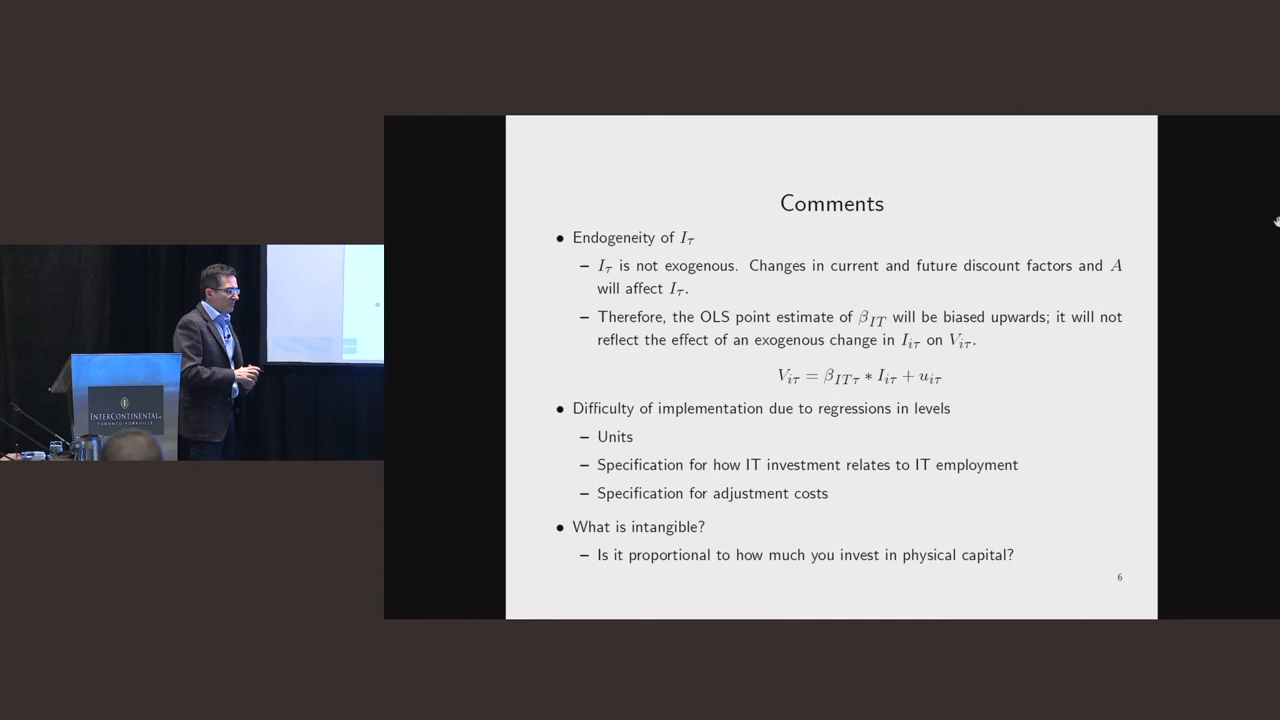 Comments
• Endogeneity of I_τ
– I_τ is not exogenous. Changes in current and future discount factors and A
will affect I_τ.
– Therefore, the OLS point estimate of β_IT will be biased upwards; it will not
reflect the effect of an exogenous change in I_iτ on V_iτ.
V_iτ = β_ITτ ∗ I_iτ + u_iτ
• Difficulty of implementation due to regressions in levels
– Units
– Specification for how IT investment relates to IT employment
– Specification for adjustment costs
• What is intangible?
– Is it proportional to how much you invest in physical capital?
6
INTERCONTINENTAL
TORONTO YORKVILLE